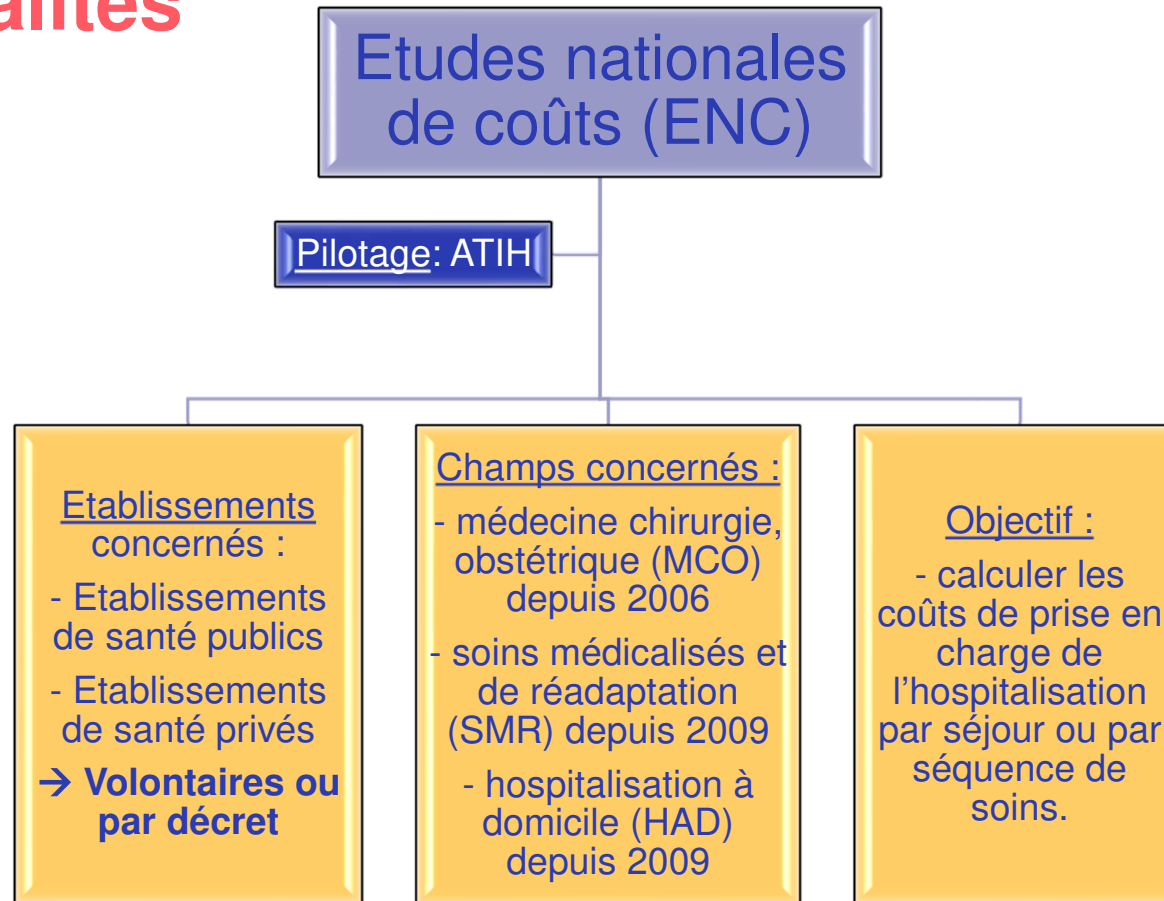 Etudes nationales
de coûts (ENC)
Pilotage: ATIH
Etablissements
concernés :
- Etablissements
de santé publics
- Etablissements
de santé privés
→ Volontaires ou
par décret
Champs concernés :
- médecine chirurgie,
obstétrique (MCO)
depuis 2006
- soins médicalisés et
de réadaptation
(SMR) depuis 2009
- hospitalisation à
domicile (HAD)
depuis 2009
Objectif :
- calculer les
coûts de prise en
charge de
l’hospitalisation
par séjour ou par
séquence de
soins.